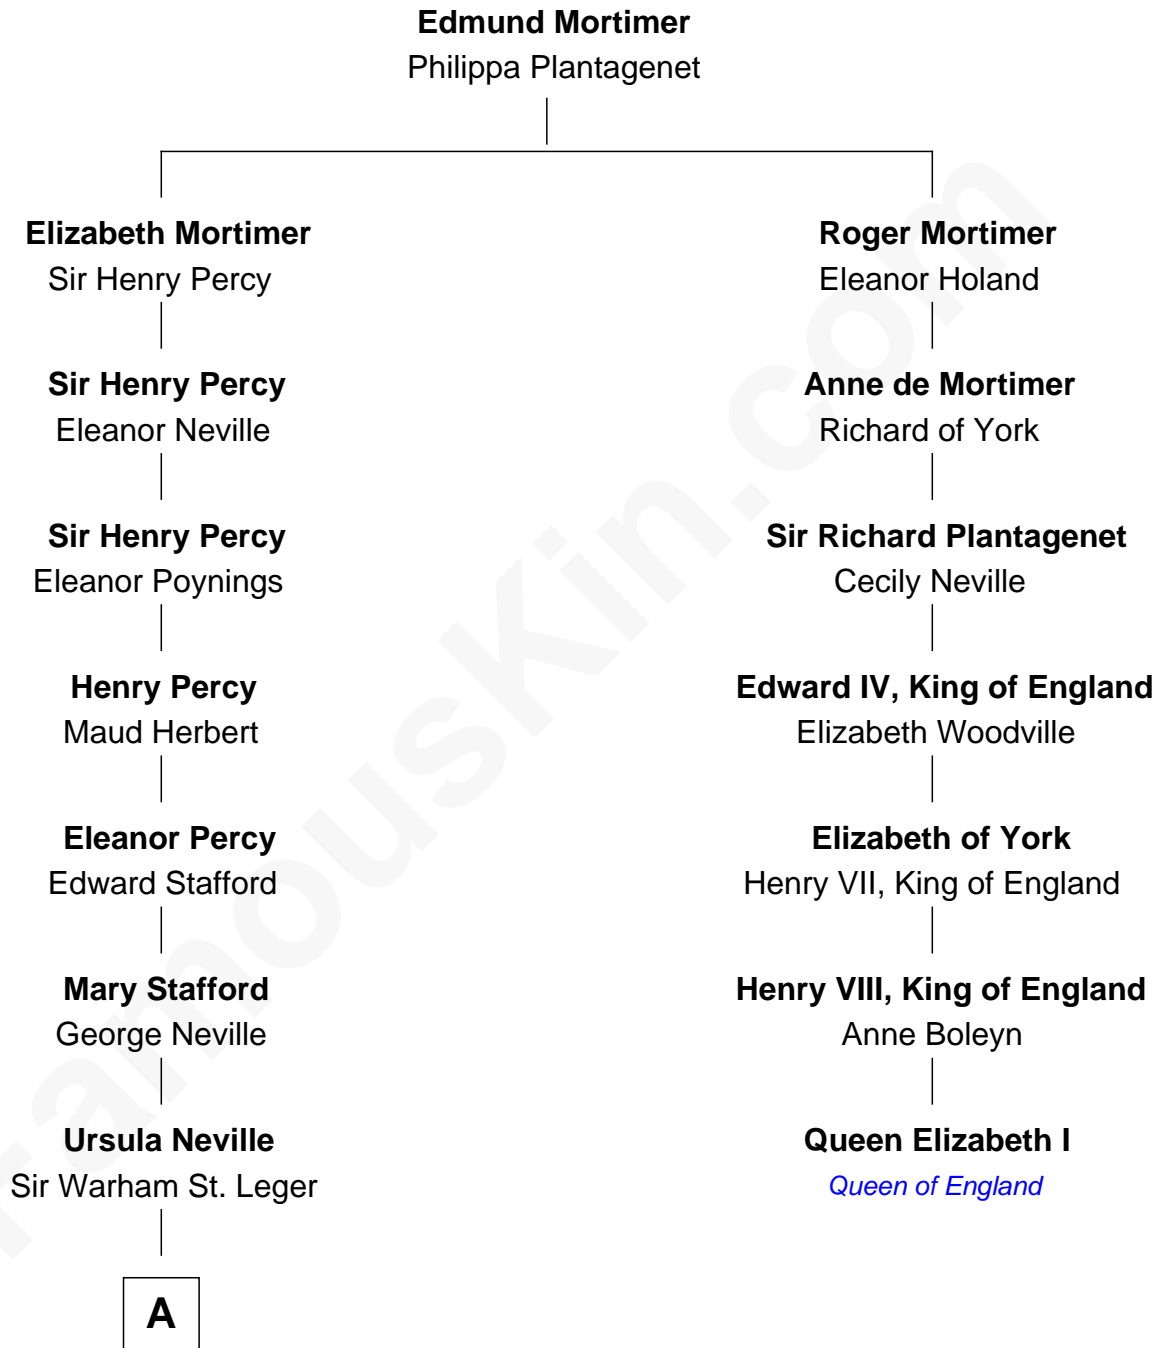 Edmund Mortimer
Philippa Plantagenet
Elizabeth Mortimer
Sir Henry Percy
Roger Mortimer
Eleanor Holand
Sir Henry Percy
Eleanor Neville
Anne de Mortimer
Richard of York
Sir Henry Percy
Eleanor Poynings
Sir Richard Plantagenet
Cecily Neville
Henry Percy
Maud Herbert
Edward IV, King of England
Elizabeth Woodville
Eleanor Percy
Edward Stafford
Elizabeth of York
Henry VII, King of England
Mary Stafford
George Neville
Henry VIII, King of England
Anne Boleyn
Ursula Neville
Sir Warham St. Leger
Queen Elizabeth I
Queen of England
A
FamousKin.com